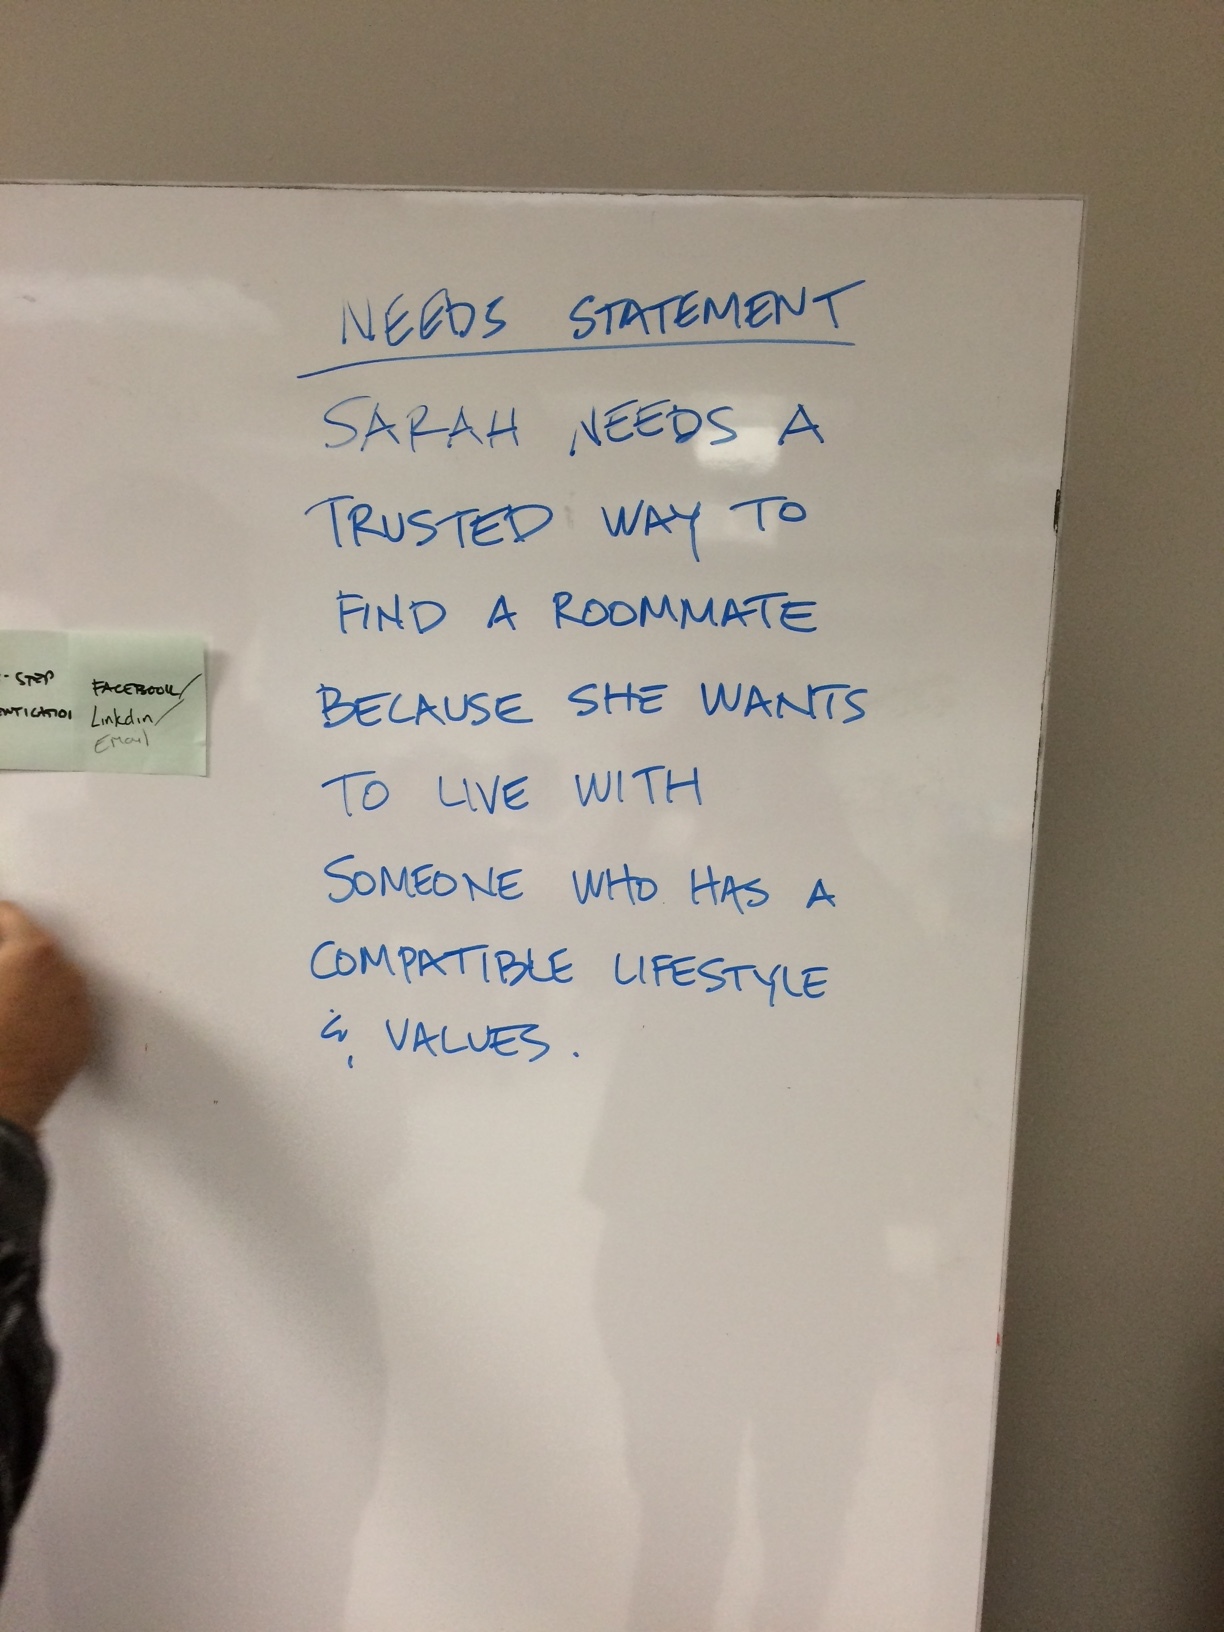 NEEDS STATEMENT
SARAH NEEDS A
TRUSTED WAY TO
FIND A ROOMMATE
BECAUSE SHE WANTS
TO LIVE WITH
SOMEONE WHO HAS A
COMPATIBLE LIFESTYLE
& VALUES.
-STEP
FACEBOOK/
Linkdin/
Email